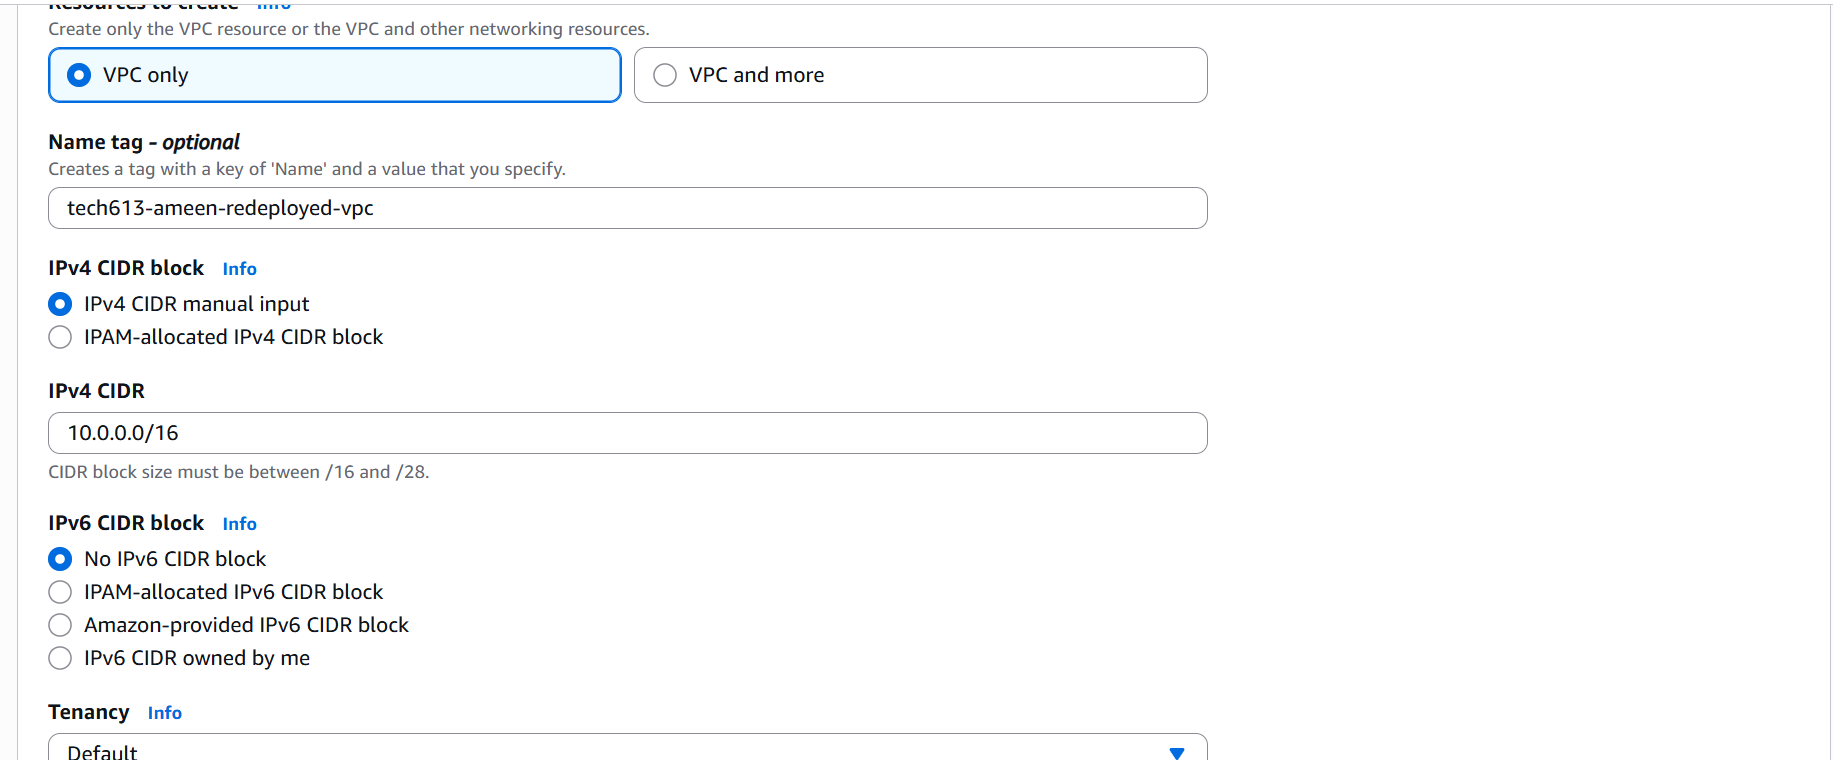 Resources to create Info
Create only the VPC resource or the VPC and other networking resources.
VPC only
VPC and more
Name tag - optional
Creates a tag with a key of 'Name' and a value that you specify.
tech613-ameen-redeployed-vpc
IPv4 CIDR block Info
IPv4 CIDR manual input
IPAM-allocated IPv4 CIDR block
IPv4 CIDR
10.0.0.0/16
CIDR block size must be between /16 and /28.
IPv6 CIDR block Info
No IPv6 CIDR block
IPAM-allocated IPv6 CIDR block
Amazon-provided IPv6 CIDR block
IPv6 CIDR owned by me
Tenancy Info
Default